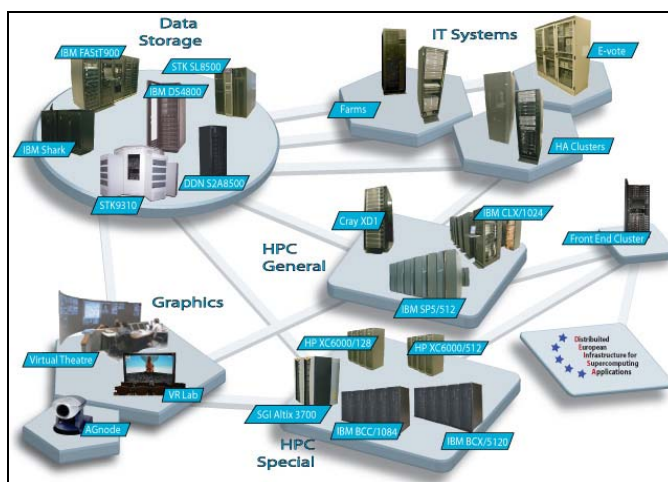 Data
Storage
IBM FAStT900
STK SL8500
IBM DS4800
IBM Shark
DDN S2A8500
STK9310
IT Systems
E-vote
Farms
HA Clusters
HPC
General
Cray XD1
IBM CLX/1024
IBM SP5/512
Front End Cluster
Graphics
Virtual Theatre
VR Lab
AGnode
HP XC6000/128
HP XC6000/512
SGI Altix 3700
IBM BCC/1084
IBM BCX/5120
HPC
Special
Distribuited
European
Infrastructure for
Supercomputing
Applications